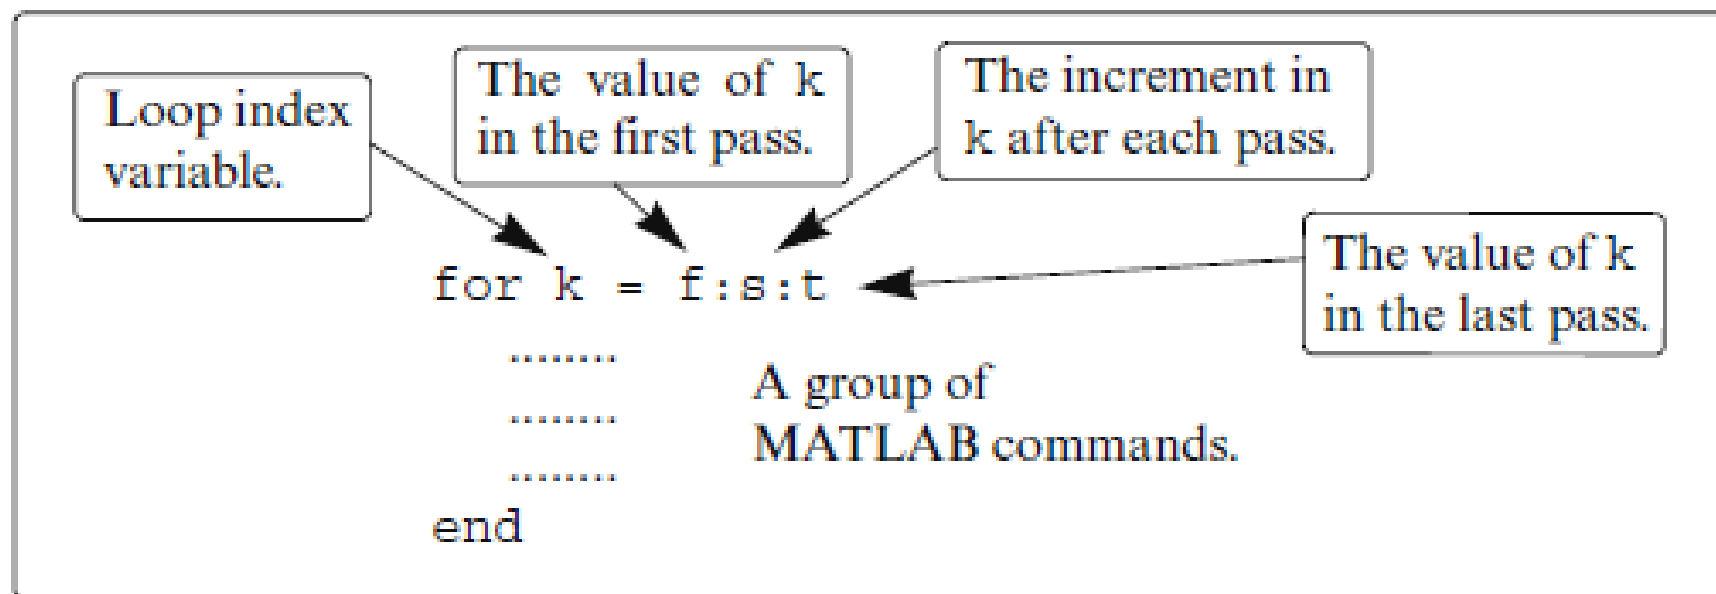 Loop index
variable.
The value of k
in the first pass.
The increment in
k after each pass.
The value of k
in the last pass.
for k = f:s:t
........
........
........
A group of
MATLAB commands.
end